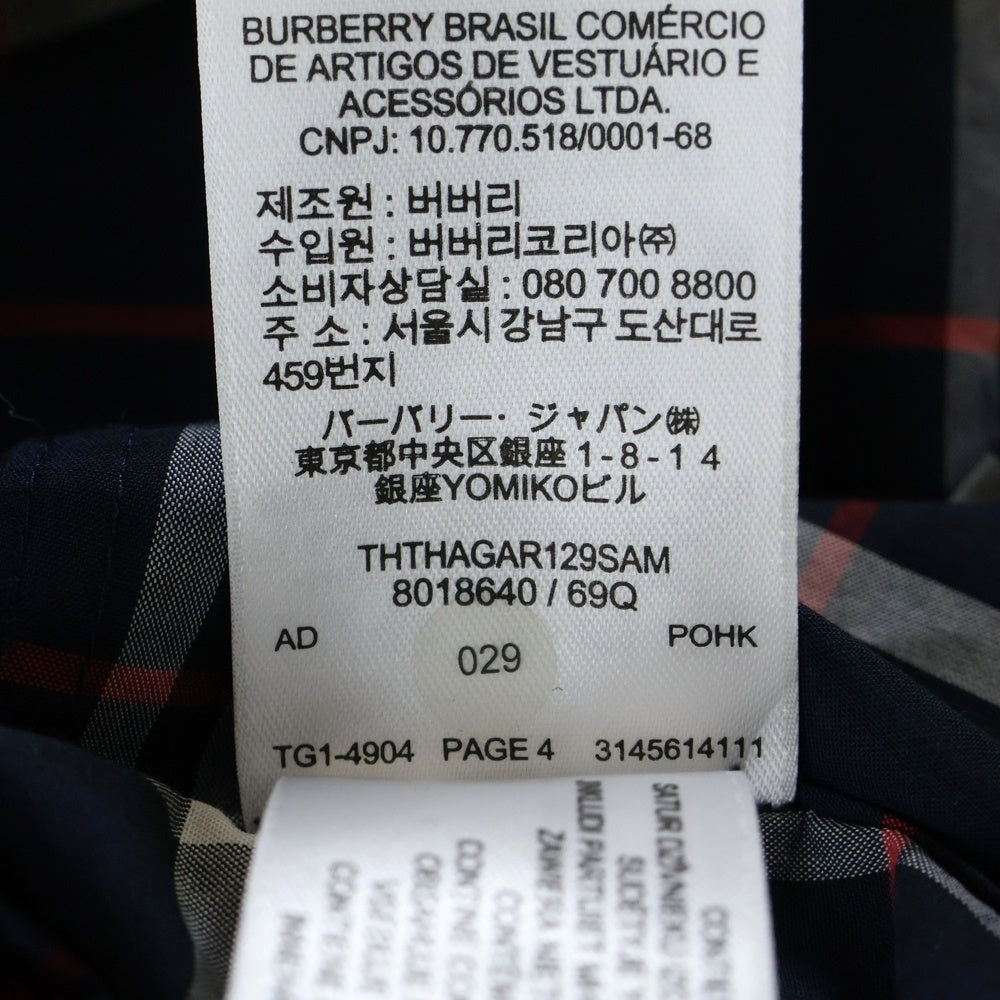 BURBERRY BRASIL COMÉRCIO
DE ARTIGOS DE VESTUÁRIO E
ACESSÓRIOS LTDA.
CNPJ: 10.770.518/0001-68
제조원 : 버버리
수입원 : 버버리코리아㈜
소비자상담실 : 080 700 8800
주 소 : 서울시 강남구 도산대로
459번지
バーバリー・ジャパン㈱
東京都中央区銀座 1 - 8 - 1 4
銀座YOMIKOビル
THTHAGAR129SAM
8018640 / 69Q
AD 029 POHK
TG1-4904 PAGE 4 3145614111